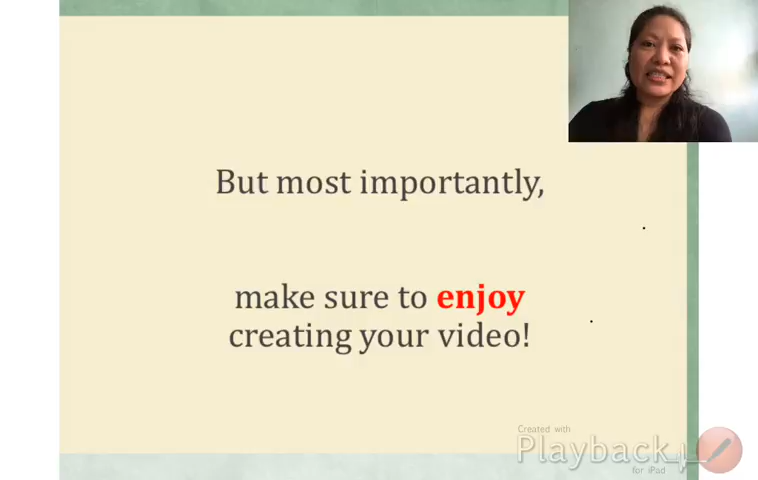 But most importantly,
make sure to enjoy
creating your video!
Created with
Playback
for iPad